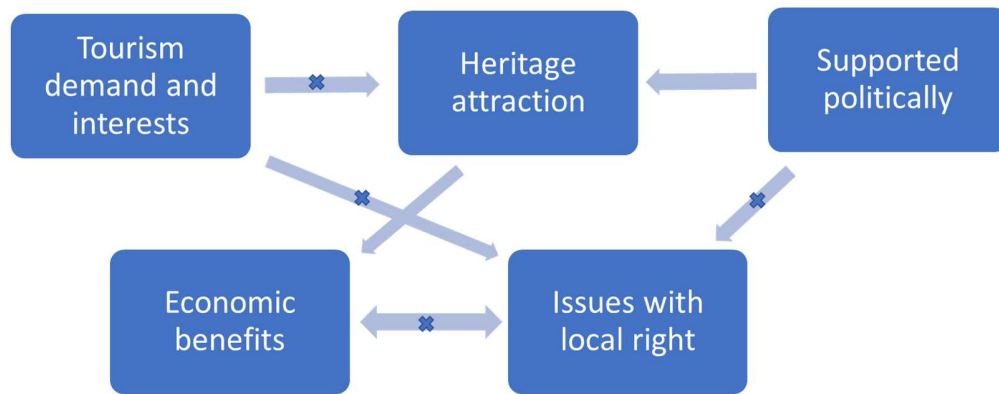 Tourism
demand and
interests
Heritage
attraction
Supported
politically
Economic
benefits
Issues with
local right